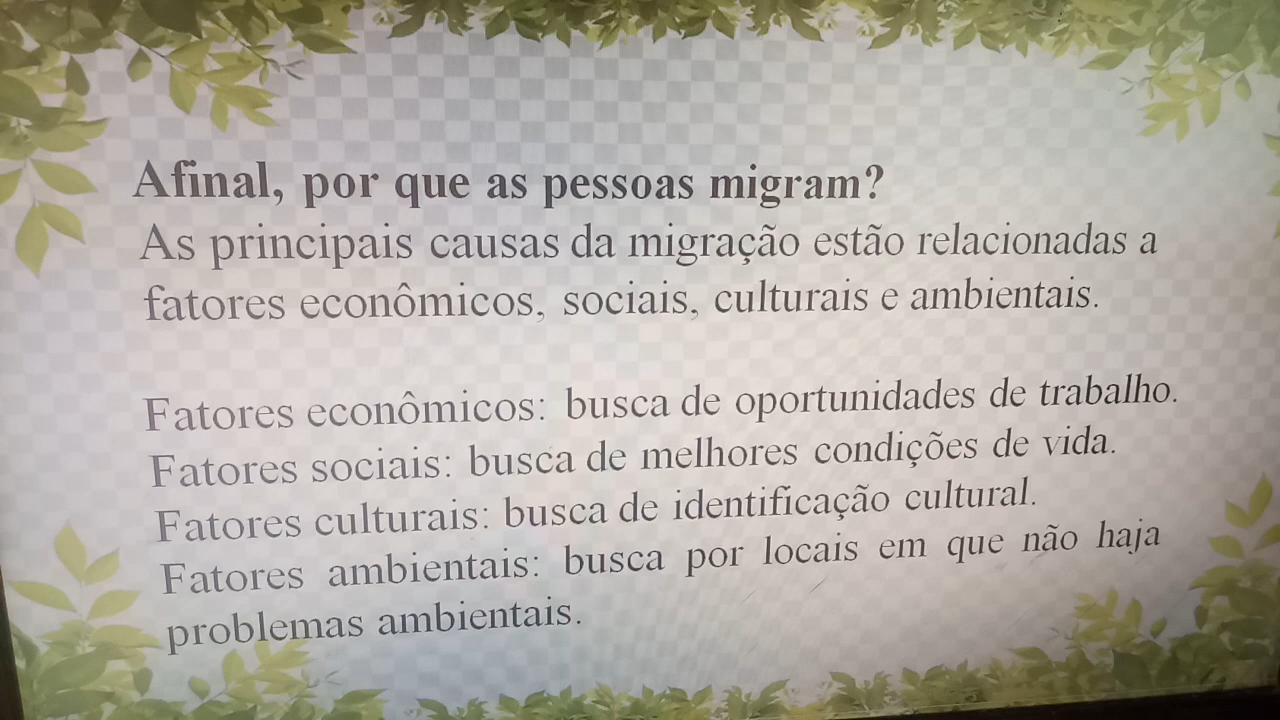 Afinal, por que as pessoas migram?
As principais causas da migração estão relacionadas a
fatores econômicos, sociais, culturais e ambientais.
Fatores econômicos: busca de oportunidades de trabalho.
Fatores sociais: busca de melhores condições de vida.
Fatores culturais: busca de identificação cultural.
Fatores ambientais: busca por locais em que não haja
problemas ambientais.